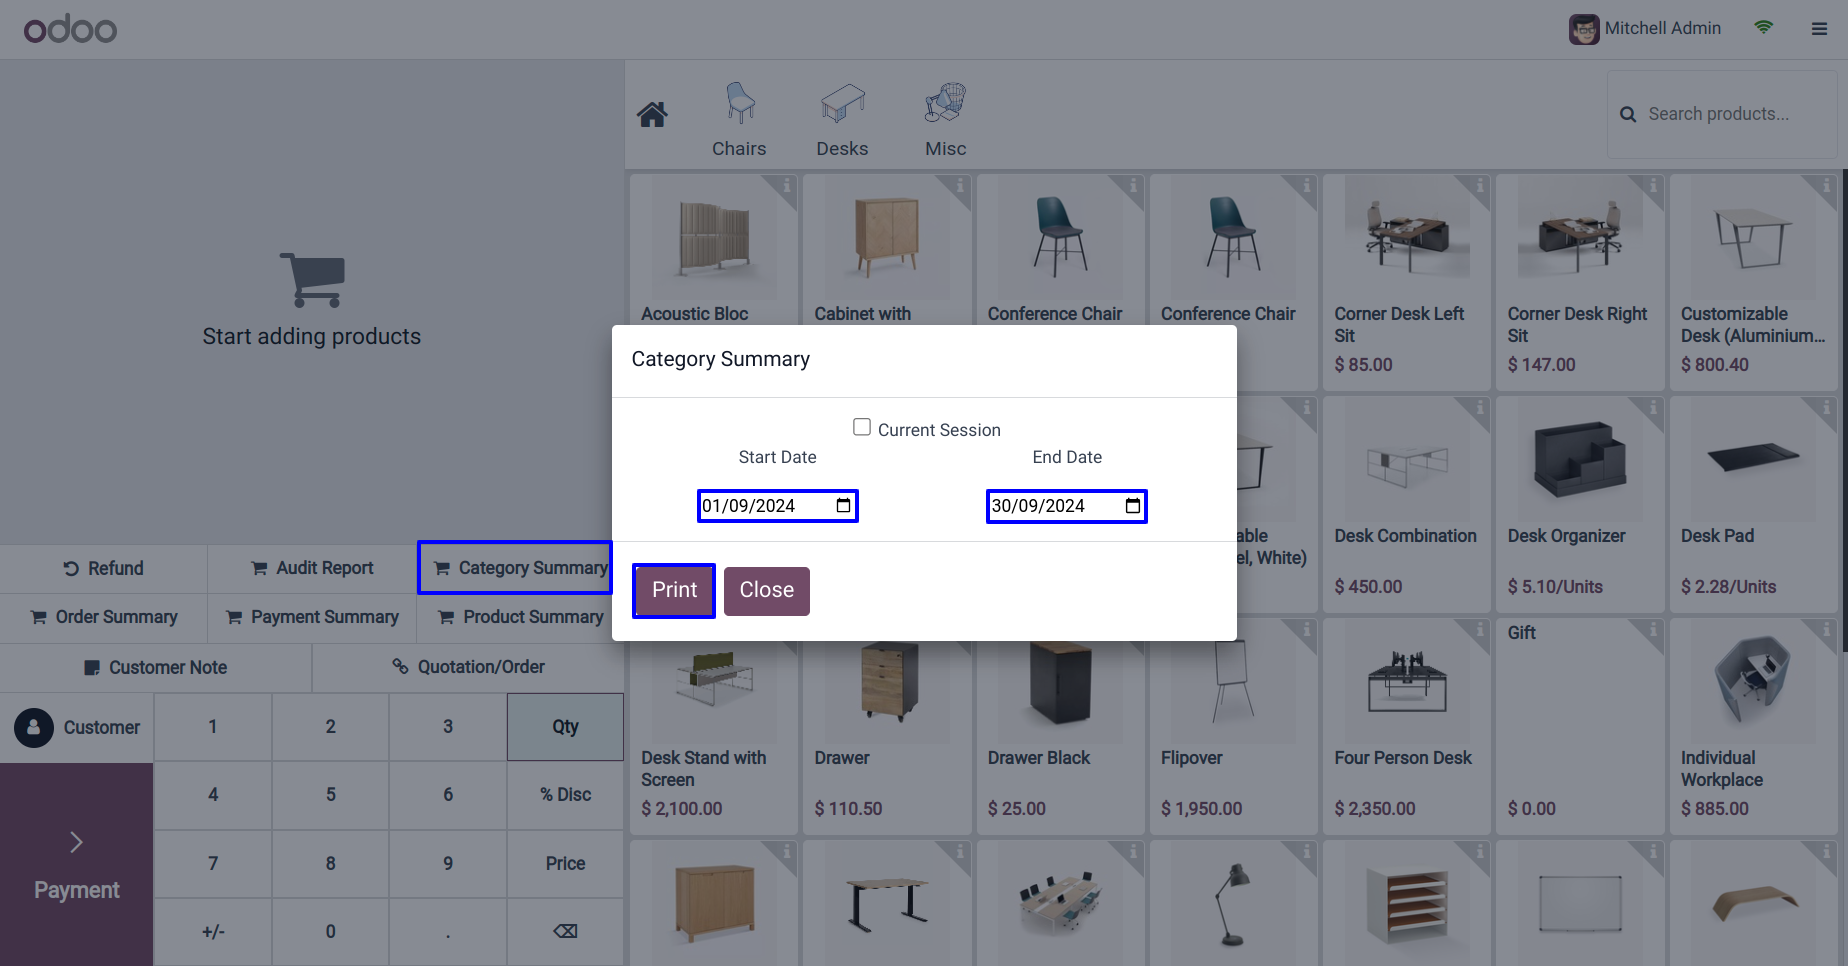 odoo
Mitchell Admin
Chairs
Desks
Misc
Search products...
Start adding products
Acoustic Bloc
Cabinet with
Conference Chair
Conference Chair
Corner Desk Left
Sit
$ 85.00
Corner Desk Right
Sit
$ 147.00
Customizable
Desk (Aluminium...
$ 800.40
Category Summary
Current Session
Start Date
End Date
01/09/2024
30/09/2024
Print
Close
able
el, White)
Desk Combination
$ 450.00
Desk Organizer
$ 5.10/Units
Desk Pad
$ 2.28/Units
Refund
Audit Report
Category Summary
Order Summary
Payment Summary
Product Summary
Customer Note
Quotation/Order
Customer
1
2
3
Qty
4
5
6
% Disc
7
8
9
Price
+/-
0
.
Payment
Desk Stand with
Screen
$ 2,100.00
Drawer
$ 110.50
Drawer Black
$ 25.00
Flipover
$ 1,950.00
Four Person Desk
$ 2,350.00
Gift
$ 0.00
Individual
Workplace
$ 885.00